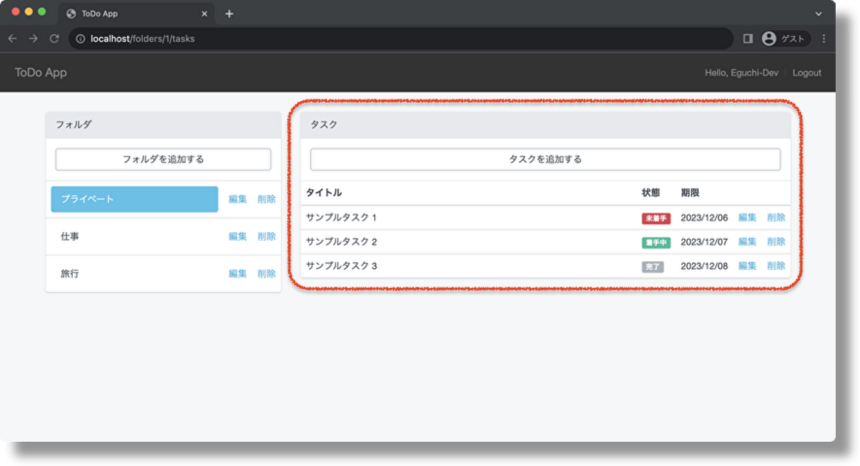 ToDo App
localhost/folders/1/tasks
ゲスト
ToDo App
Hello, Eguchi-Dev
Logout
フォルダ
フォルダを追加する
プライベート 編集 削除
仕事 編集 削除
旅行 編集 削除
タスク
タスクを追加する
タイトル 状態 期限
サンプルタスク 1 未着手 2023/12/06 編集 削除
サンプルタスク 2 着手中 2023/12/07 編集 削除
サンプルタスク 3 完了 2023/12/08 編集 削除